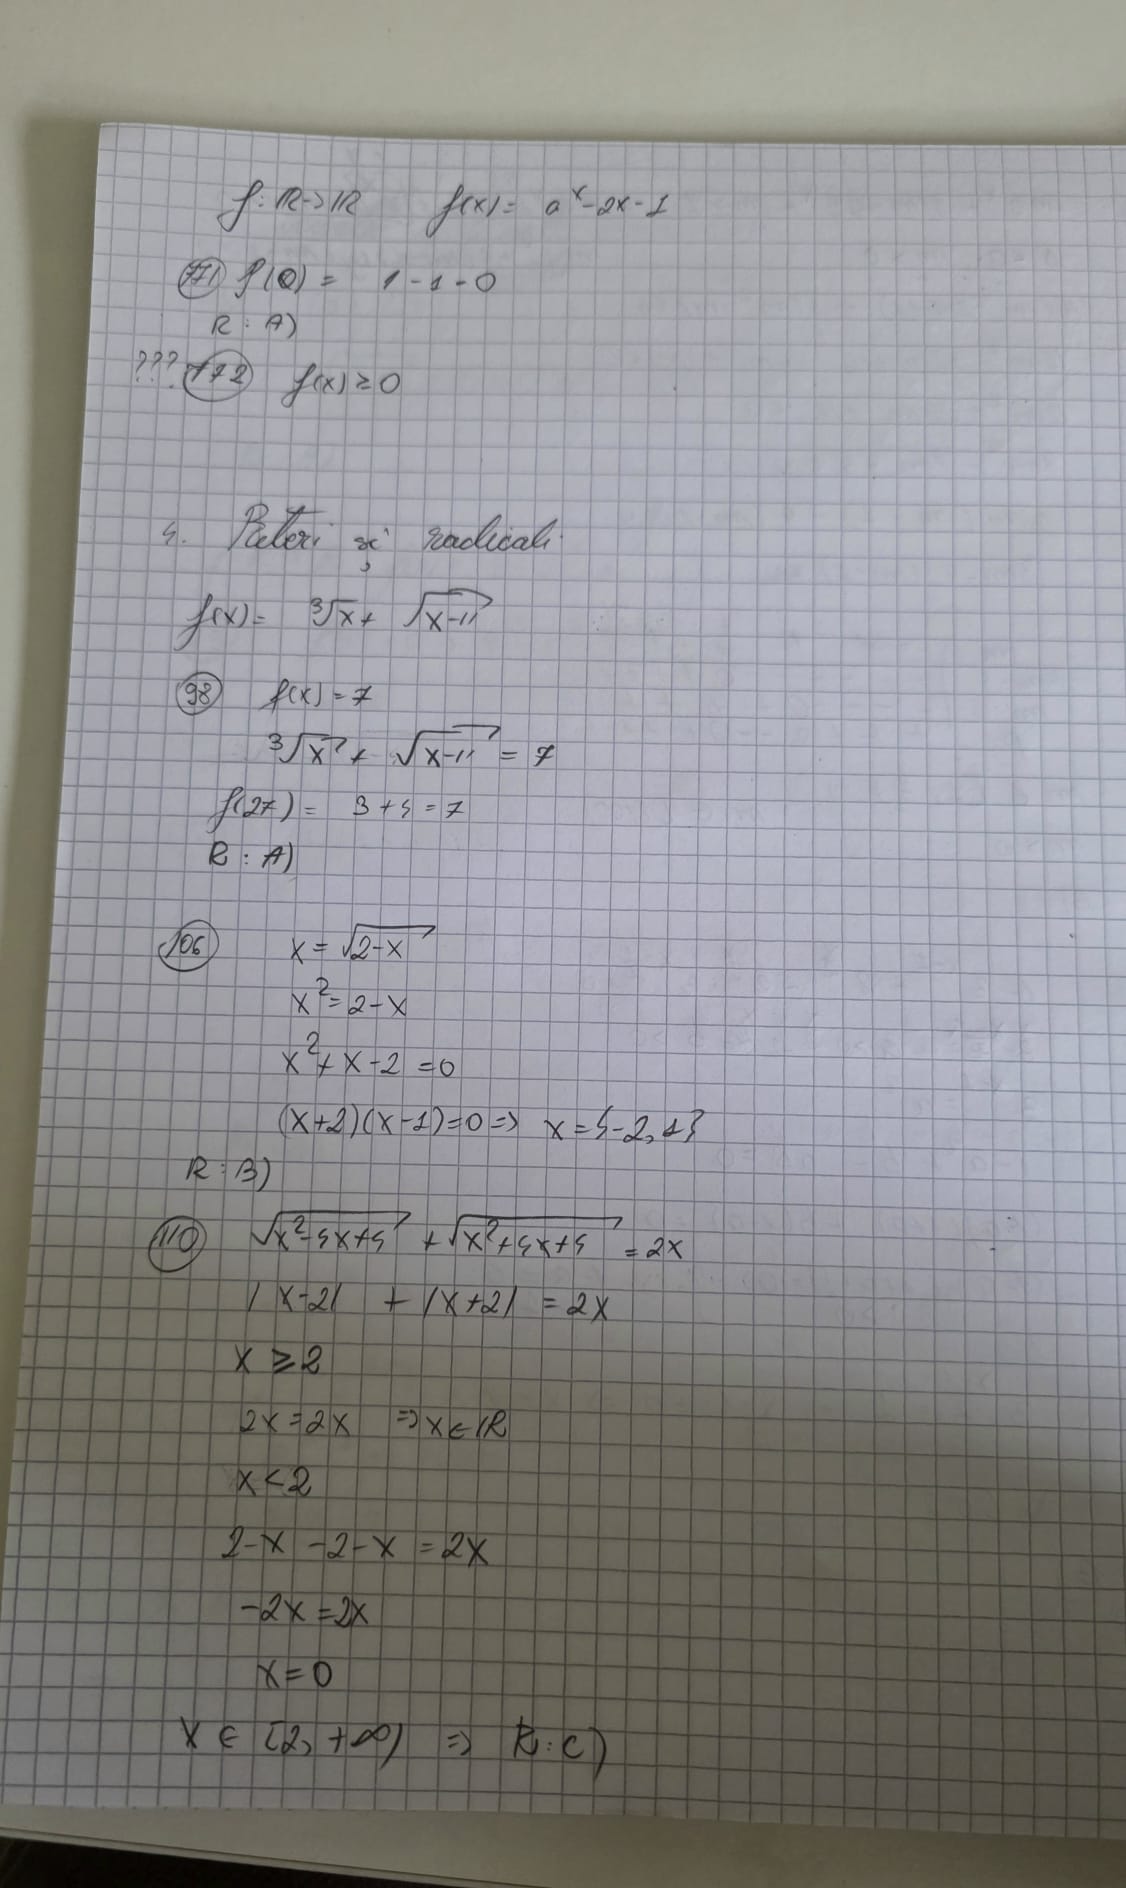 f: ℝ→ℝ f(x) = a^x - 2x - 1
771 f(0) = 1 - 1 = 0
R : A)
??? 772 f(x) ≥ 0
4. Puteri și radicali
f(x) = ∛x + √(x-11)
98 f(x) = 7
∛x + √(x-11) = 7
f(27) = 3 + 4 = 7
R : A)
106 x = √(2-x)
x² = 2-x
x² + x - 2 = 0
(x+2)(x-1) = 0 => x = {-2, 1}
R : B)
110 √(x²-4x+4) + √(x²+4x+4) = 2x
|x-2| + |x+2| = 2x
x ≥ 2
2x = 2x => x ∈ ℝ
x < 2
2-x -2-x = 2x
-2x = 2x
x = 0
x ∈ [2, +∞) => R : C)